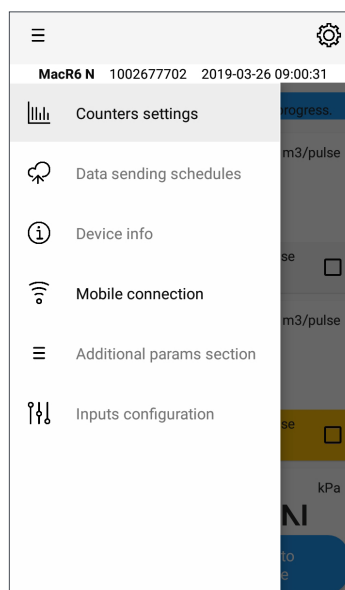 MacR6 N 1002677702 2019-03-26 09:00:31
Counters settings
progress.
m3/pulse
Data sending schedules
Device info
se
Mobile connection
m3/pulse
Additional params section
Inputs configuration
se
kPa
N
to
e